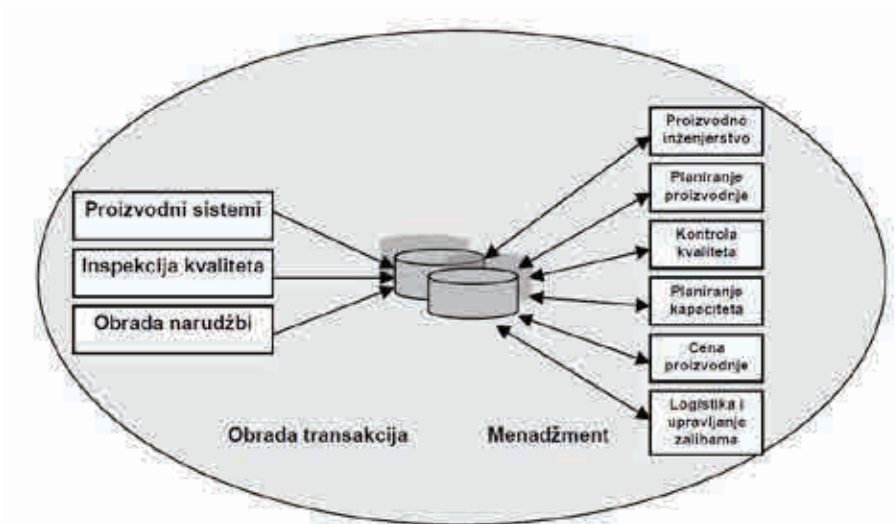 Proizvodni sistemi
Inspekcija kvaliteta
Obrada narudžbi
Proizvodno
inženjerstvo
Planiranje
proizvodnje
Kontrola
kvaliteta
Planiranje
kapaciteta
Cena
proizvodnje
Logistika i
upravljanje
zalihama
Obrada transakcija
Menadžment